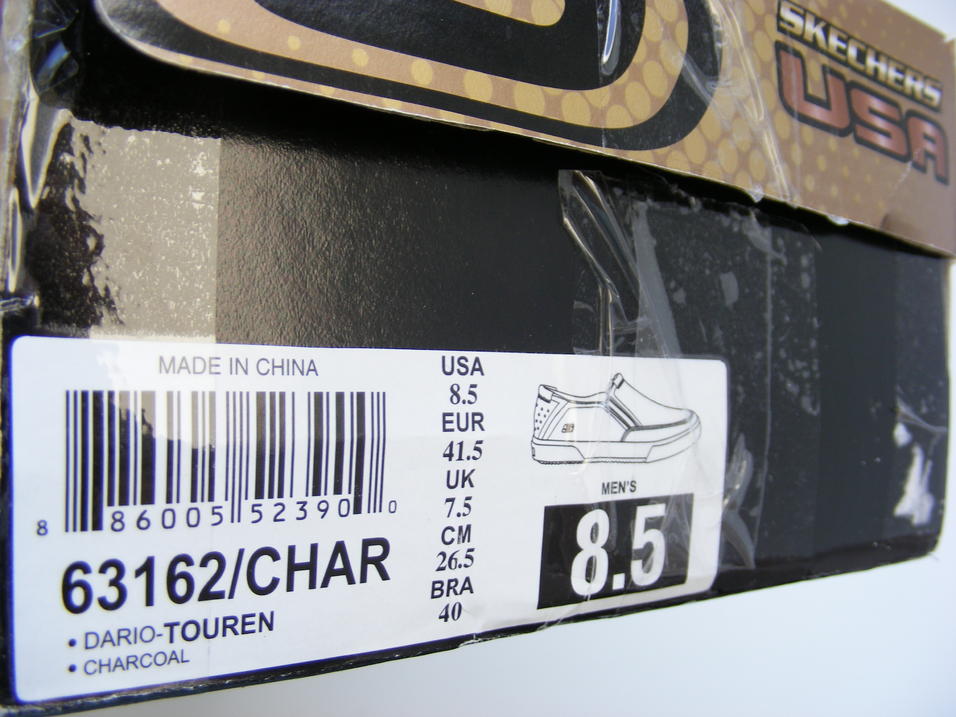 SKECHERS
USA
MADE IN CHINA
8 86005 52390 0
63162/CHAR
• DARIO-TOUREN
• CHARCOAL
USA
8.5
EUR
41.5
UK
7.5
CM
26.5
BRA
40
MEN'S
8.5